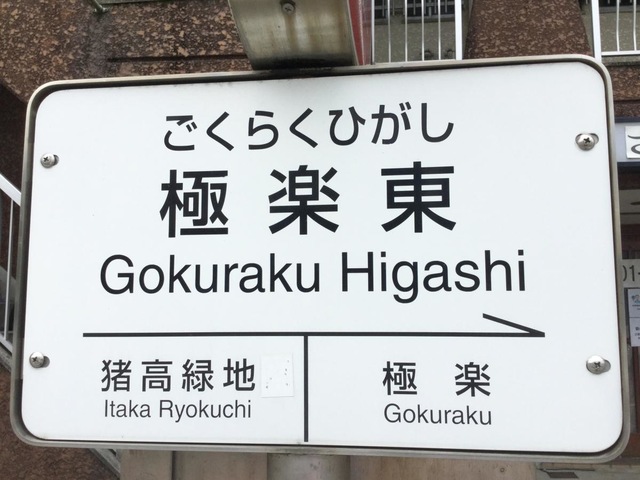 ごくらくひがし
極楽東
Gokuraku Higashi
猪高緑地
Itaka Ryokuchi
極楽
Gokuraku